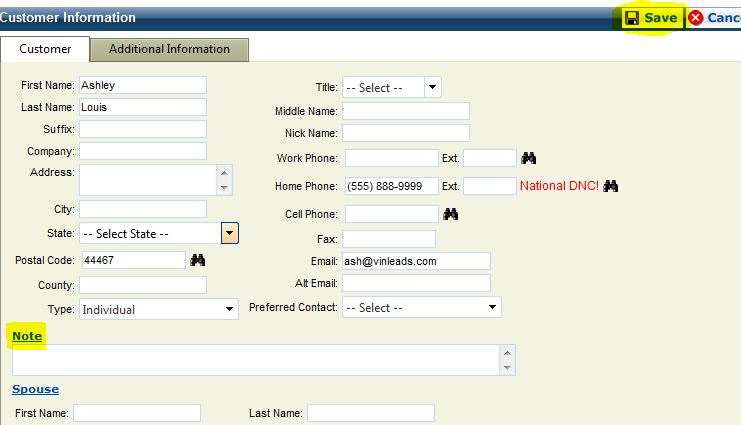 Customer Information Save Canc
Customer Additional Information
First Name: Ashley Title: -- Select --
Last Name: Louis Middle Name:
Suffix: Nick Name:
Company: Work Phone: Ext.
Address: Home Phone: (555) 888-9999 Ext. National DNC!
City: Cell Phone:
State: -- Select State -- Fax:
Postal Code: 44467 Email: ash@vinleads.com
County: Alt Email:
Type: Individual Preferred Contact: -- Select --
Note
Spouse
First Name: Last Name: